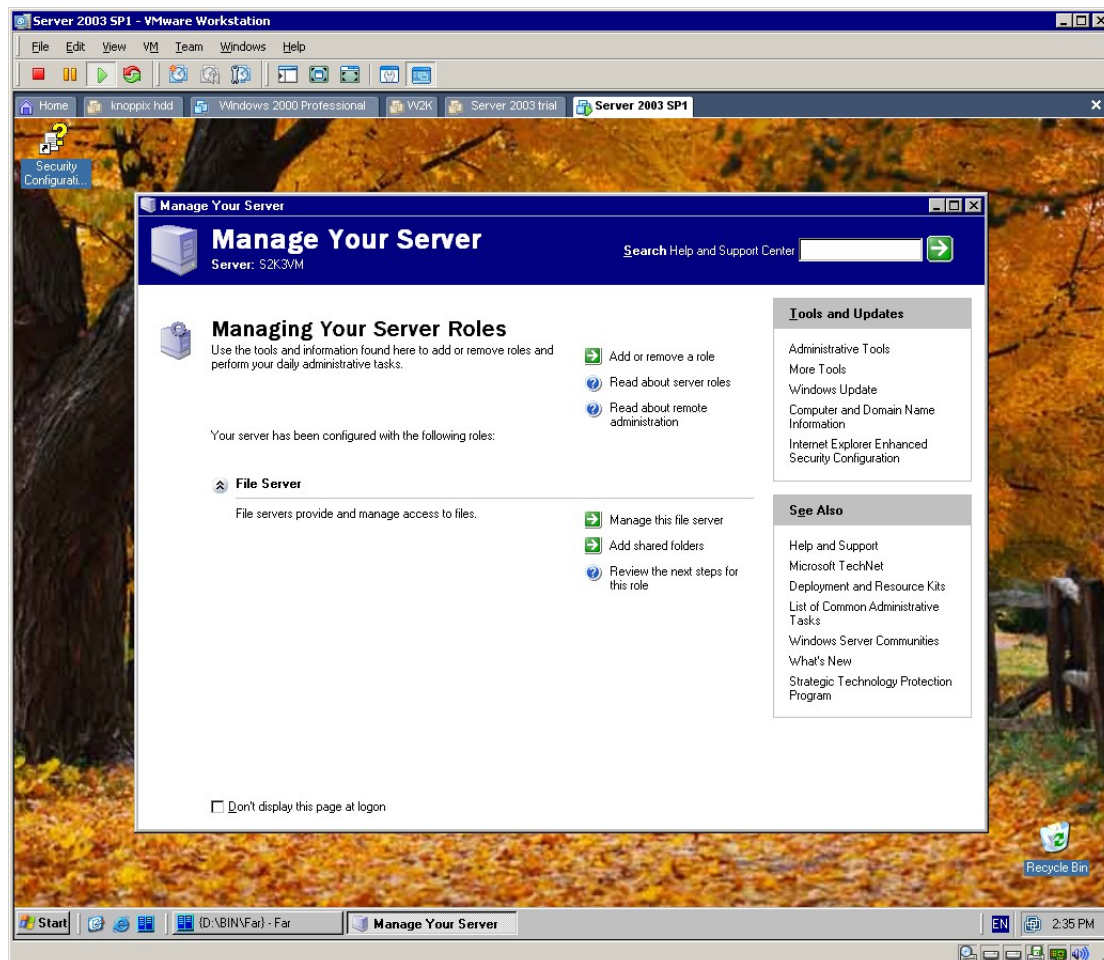 Server 2003 SP1 - VMware Workstation
File Edit View VM Team Windows Help
Home knoppix hdd Windows 2000 Professional W2K Server 2003 trial Server 2003 SP1
Security
Configurati...
Manage Your Server
Manage Your Server
Server: S2K3VM
Search Help and Support Center
Managing Your Server Roles
Use the tools and information found here to add or remove roles and
perform your daily administrative tasks.
Add or remove a role
Read about server roles
Read about remote
administration
Your server has been configured with the following roles:
File Server
File servers provide and manage access to files.
Manage this file server
Add shared folders
Review the next steps for
this role
Tools and Updates
Administrative Tools
More Tools
Windows Update
Computer and Domain Name
Information
Internet Explorer Enhanced
Security Configuration
See Also
Help and Support
Microsoft TechNet
Deployment and Resource Kits
List of Common Administrative
Tasks
Windows Server Communities
What's New
Strategic Technology Protection
Program
Don't display this page at logon
Recycle Bin
Start {D:\BIN\Far} - Far Manage Your Server EN 2:35 PM